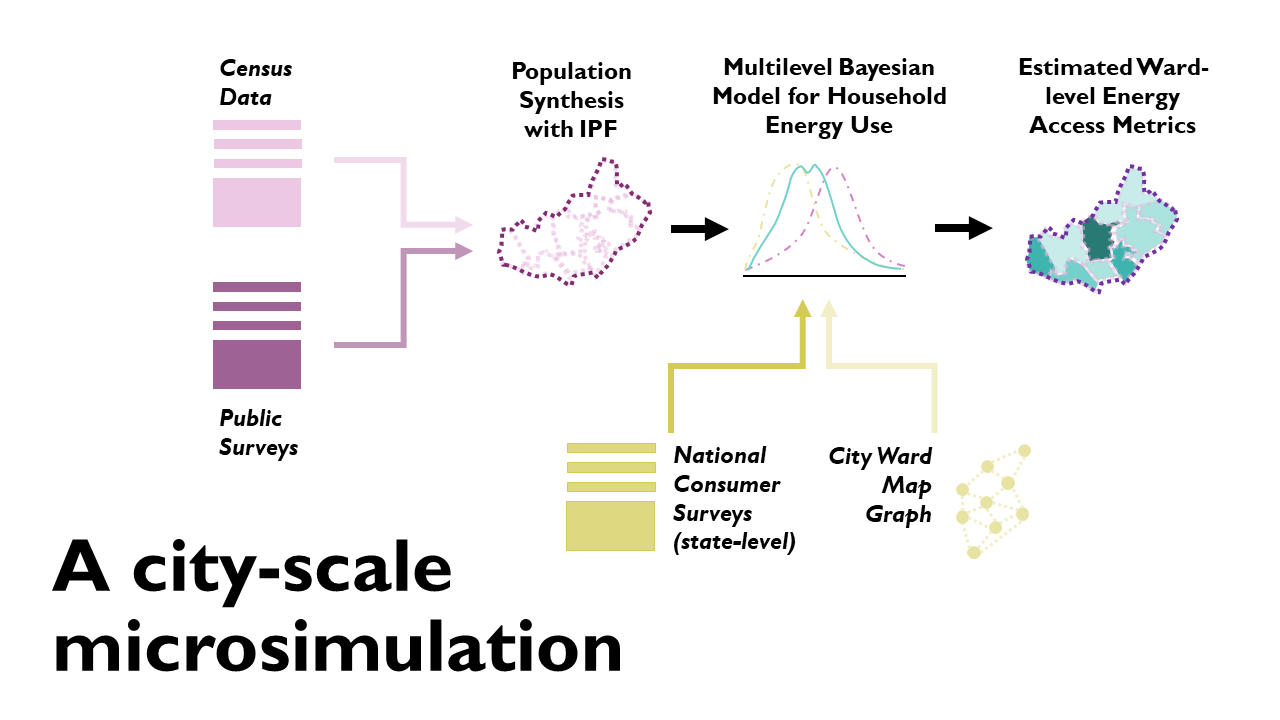 Census
Data
Population
Synthesis
with IPF
Multilevel Bayesian
Model for Household
Energy Use
Estimated Ward-
level Energy
Access Metrics
Public
Surveys
National
Consumer
Surveys
(state-level)
City Ward
Map
Graph
A city-scale
microsimulation